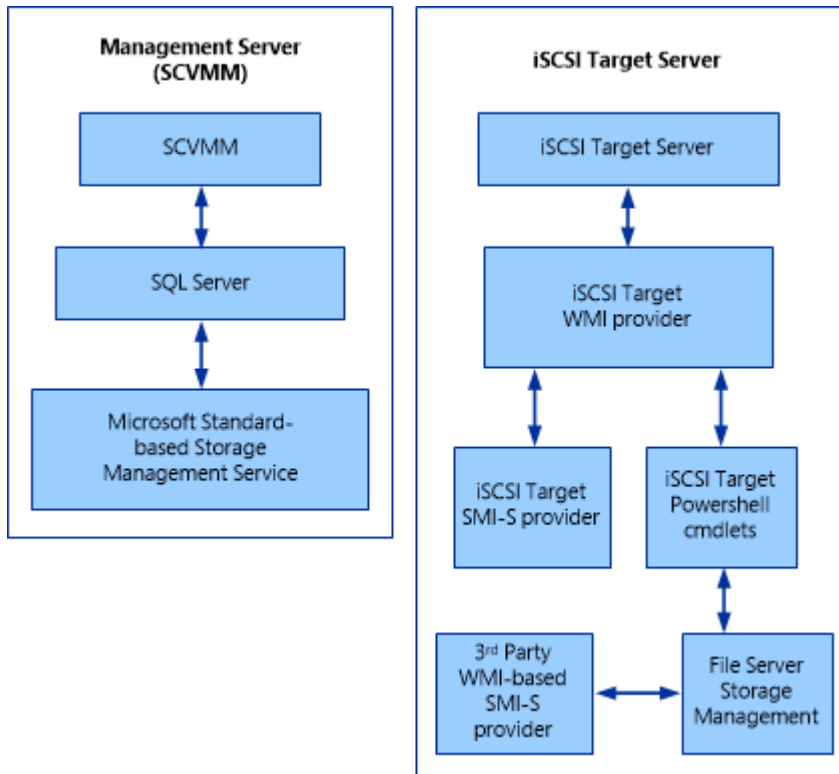 Management Server
(SCVMM)
SCVMM
SQL Server
Microsoft Standard-
based Storage
Management Service
iSCSI Target Server
iSCSI Target Server
iSCSI Target
WMI provider
iSCSI Target
SMI-S provider
iSCSI Target
Powershell
cmdlets
3rd Party
WMI-based
SMI-S
provider
File Server
Storage
Management